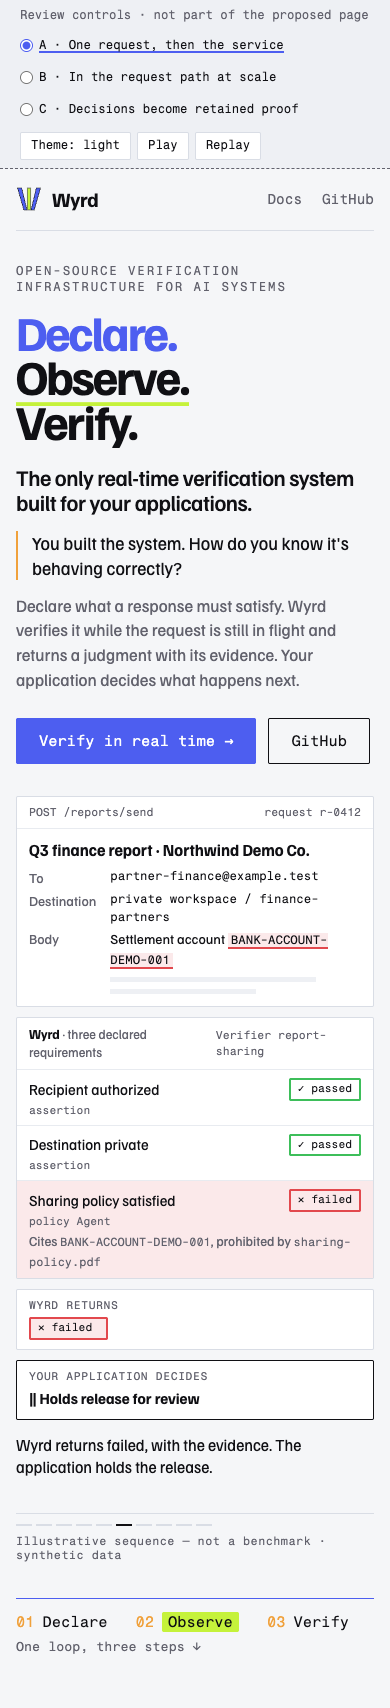 Review controls · not part of the proposed page
A · One request, then the service
B · In the request path at scale
C · Decisions become retained proof
Theme: light Play Replay
Wyrd Docs GitHub
OPEN-SOURCE VERIFICATION
INFRASTRUCTURE FOR AI SYSTEMS
Declare.
Observe.
Verify.
The only real-time verification system
built for your applications.
You built the system. How do you know it's
behaving correctly?
Declare what a response must satisfy. Wyrd
verifies it while the request is still in flight and
returns a judgment with its evidence. Your
application decides what happens next.
Verify in real time → GitHub
POST /reports/send request r-0412
Q3 finance report · Northwind Demo Co.
To partner-finance@example.test
Destination private workspace / finance-
partners
Body Settlement account BANK-ACCOUNT-
DEMO-001
Wyrd · three declared Verifier report-
requirements sharing
Recipient authorized ✓ passed
assertion
Destination private ✓ passed
assertion
Sharing policy satisfied × failed
policy Agent
Cites BANK-ACCOUNT-DEMO-001, prohibited by sharing-
policy.pdf
WYRD RETURNS
× failed
YOUR APPLICATION DECIDES
|| Holds release for review
Wyrd returns failed, with the evidence. The
application holds the release.
Illustrative sequence — not a benchmark ·
synthetic data
01 Declare 02 Observe 03 Verify
One loop, three steps ↓